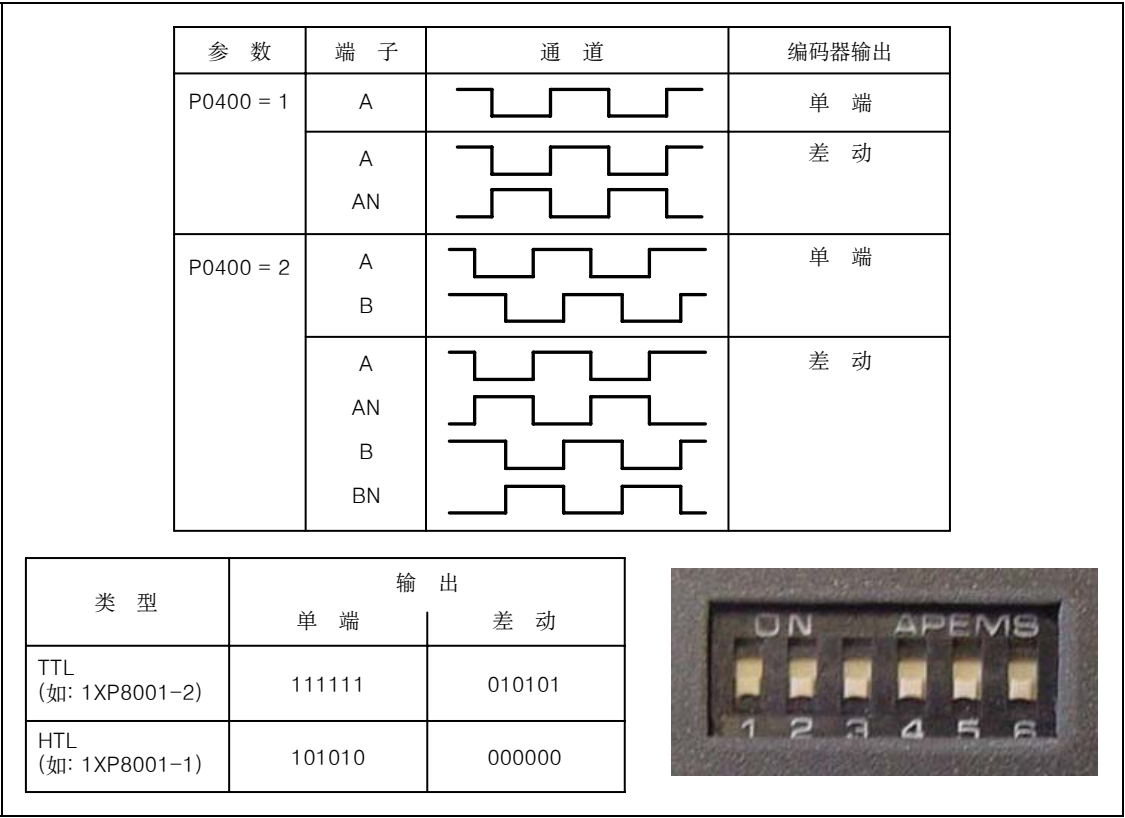 参 数 端 子 通 道 编码器输出
P0400 = 1 A 单 端
A 差 动
AN
P0400 = 2 A 单 端
B
A 差 动
AN
B
BN
类 型 输 出
单 端 差 动
TTL
(如: 1XP8001-2) 111111 010101
HTL
(如: 1XP8001-1) 101010 000000
ON APEMS
1 2 3 4 5 6